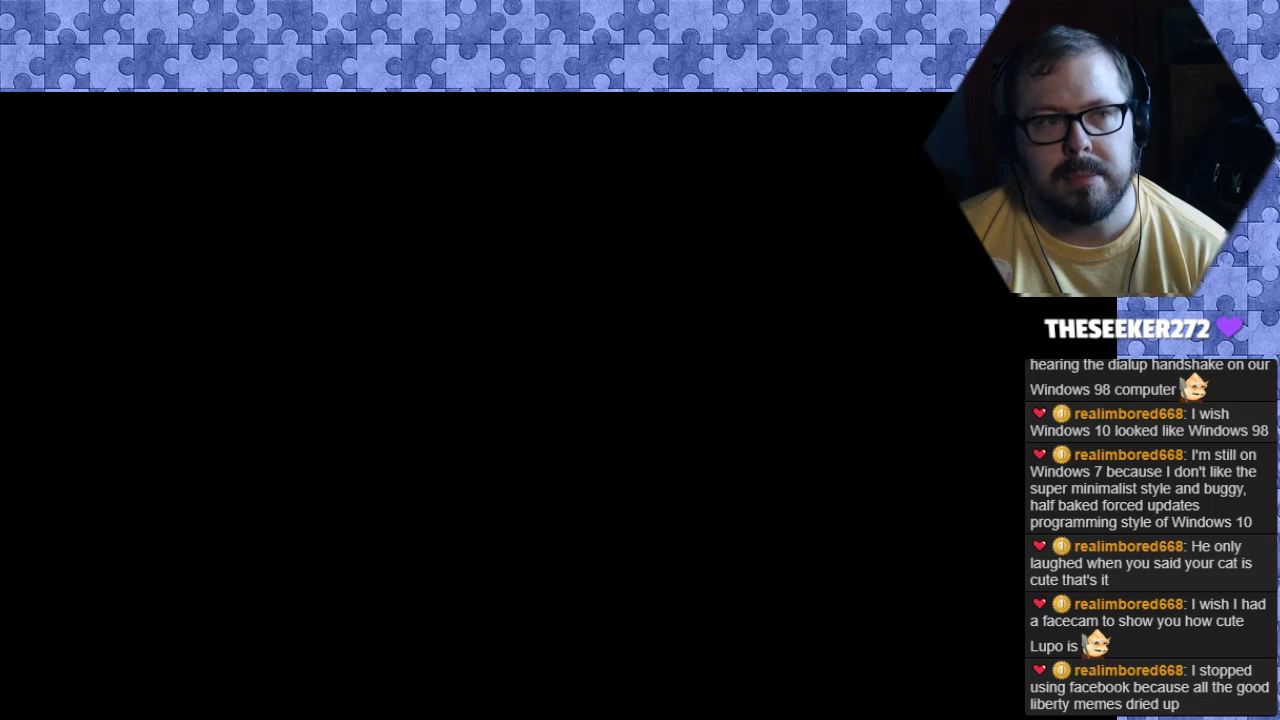 THESEEKER272
hearing the dialup handshake on our
Windows 98 computer
realimbored668: I wish
Windows 10 looked like Windows 98
realimbored668: I'm still on
Windows 7 because I don't like the
super minimalist style and buggy,
half baked forced updates
programming style of Windows 10
realimbored668: He only
laughed when you said your cat is
cute that's it
realimbored668: I wish I had
a facecam to show you how cute
Lupo is
realimbored668: I stopped
using facebook because all the good
liberty memes dried up